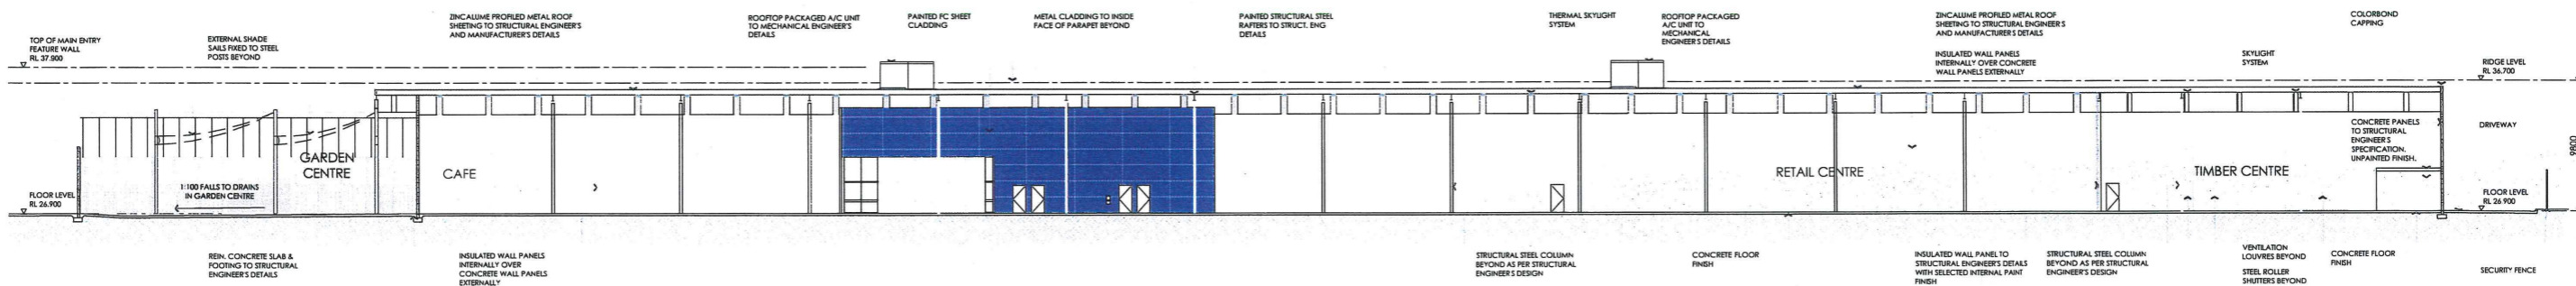 TOP OF MAIN ENTRY
FEATURE WALL
RL 37.900
EXTERNAL SHADE
SAILS FIXED TO STEEL
POSTS BEYOND
ZINCALUME PROFILED METAL ROOF
SHEETING TO STRUCTURAL ENGINEER'S
AND MANUFACTURER'S DETAILS
ROOFTOP PACKAGED A/C UNIT
TO MECHANICAL ENGINEER'S
DETAILS
PAINTED FC SHEET
CLADDING
METAL CLADDING TO INSIDE
FACE OF PARAPET BEYOND
PAINTED STRUCTURAL STEEL
RAFTERS TO STRUCT. ENG
DETAILS
THERMAL SKYLIGHT
SYSTEM
ROOFTOP PACKAGED
A/C UNIT TO
MECHANICAL
ENGINEER'S DETAILS
ZINCALUME PROFILED METAL ROOF
SHEETING TO STRUCTURAL ENGINEER'S
AND MANUFACTURER'S DETAILS
INSULATED WALL PANELS
INTERNALLY OVER CONCRETE
WALL PANELS EXTERNALLY
SKYLIGHT
SYSTEM
COLORBOND
CAPPING
RIDGE LEVEL
RL 36.700
GARDEN
CENTRE
CAFE
RETAIL CENTRE
TIMBER CENTRE
CONCRETE PANELS
TO STRUCTURAL
ENGINEER'S
SPECIFICATION.
UNPAINTED FINISH.
DRIVEWAY
9800
1:100 FALLS TO DRAINS
IN GARDEN CENTRE
FLOOR LEVEL
RL 26.900
FLOOR LEVEL
RL 26.900
REIN. CONCRETE SLAB &
FOOTING TO STRUCTURAL
ENGINEER'S DETAILS
INSULATED WALL PANELS
INTERNALLY OVER
CONCRETE WALL PANELS
EXTERNALLY
STRUCTURAL STEEL COLUMN
BEYOND AS PER STRUCTURAL
ENGINEER'S DESIGN
CONCRETE FLOOR
FINISH
INSULATED WALL PANEL TO
STRUCTURAL ENGINEER'S DETAILS
WITH SELECTED INTERNAL PAINT
FINISH
STRUCTURAL STEEL COLUMN
BEYOND AS PER STRUCTURAL
ENGINEER'S DESIGN
VENTILATION
LOUVRES BEYOND
STEEL ROLLER
SHUTTERS BEYOND
CONCRETE FLOOR
FINISH
SECURITY FENCE